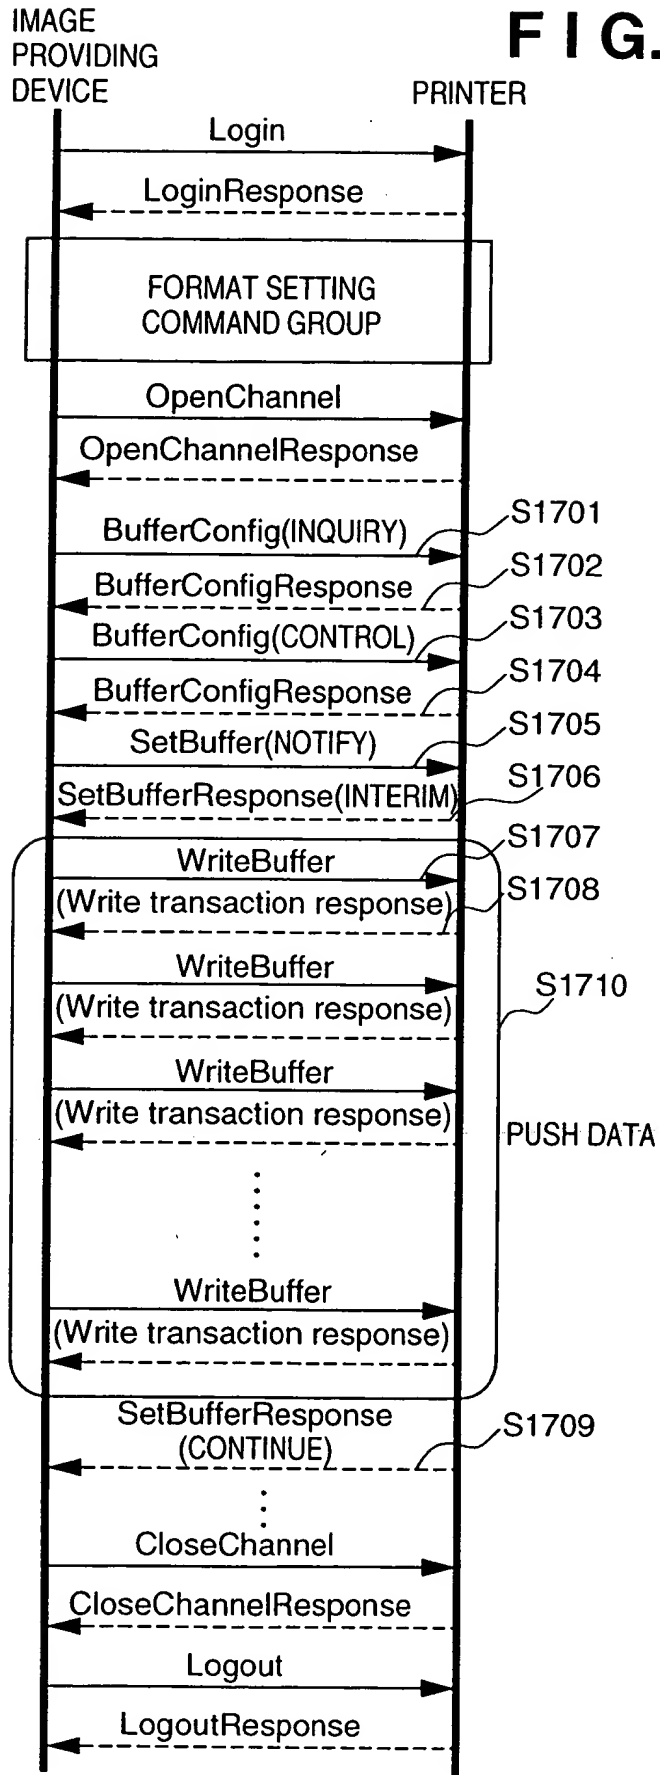 IMAGE
PROVIDING
DEVICE
FIG.
PRINTER
Login
LoginResponse
FORMAT SETTING
COMMAND GROUP
OpenChannel
OpenChannelResponse
BufferConfig(INQUIRY)
S1701
BufferConfigResponse
S1702
BufferConfig(CONTROL)
S1703
BufferConfigResponse
S1704
SetBuffer(NOTIFY)
S1705
SetBufferResponse(INTERIM)
S1706
WriteBuffer
S1707
(Write transaction response)
S1708
WriteBuffer
(Write transaction response)
S1710
WriteBuffer
(Write transaction response)
PUSH DATA
WriteBuffer
(Write transaction response)
SetBufferResponse
(CONTINUE)
S1709
CloseChannel
CloseChannelResponse
Logout
LogoutResponse